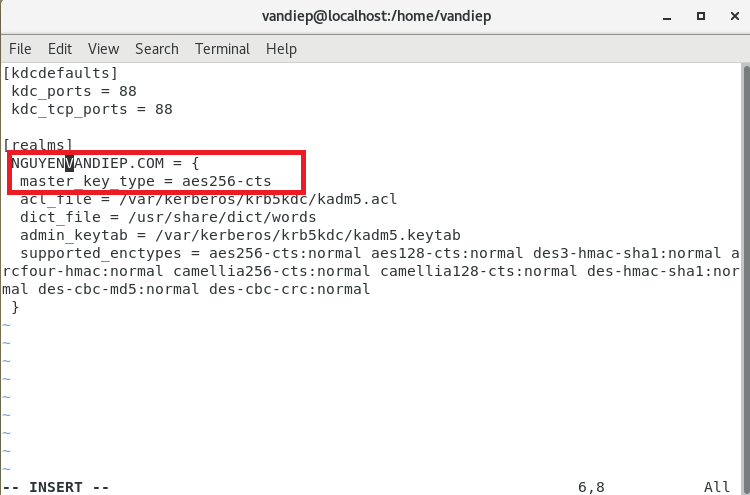 vandiep@localhost:/home/vandiep
File Edit View Search Terminal Help
[kdcdefaults]
 kdc_ports = 88
 kdc_tcp_ports = 88

[realms]
 NGUYENVANDIEP.COM = {
  master_key_type = aes256-cts
  acl_file = /var/kerberos/krb5kdc/kadm5.acl
  dict_file = /usr/share/dict/words
  admin_keytab = /var/kerberos/krb5kdc/kadm5.keytab
  supported_enctypes = aes256-cts:normal aes128-cts:normal des3-hmac-sha1:normal a
rcfour-hmac:normal camellia256-cts:normal camellia128-cts:normal des-hmac-sha1:nor
mal des-cbc-md5:normal des-cbc-crc:normal
 }
~
~
~
~
~
~
~
~
~
-- INSERT -- 6,8 All